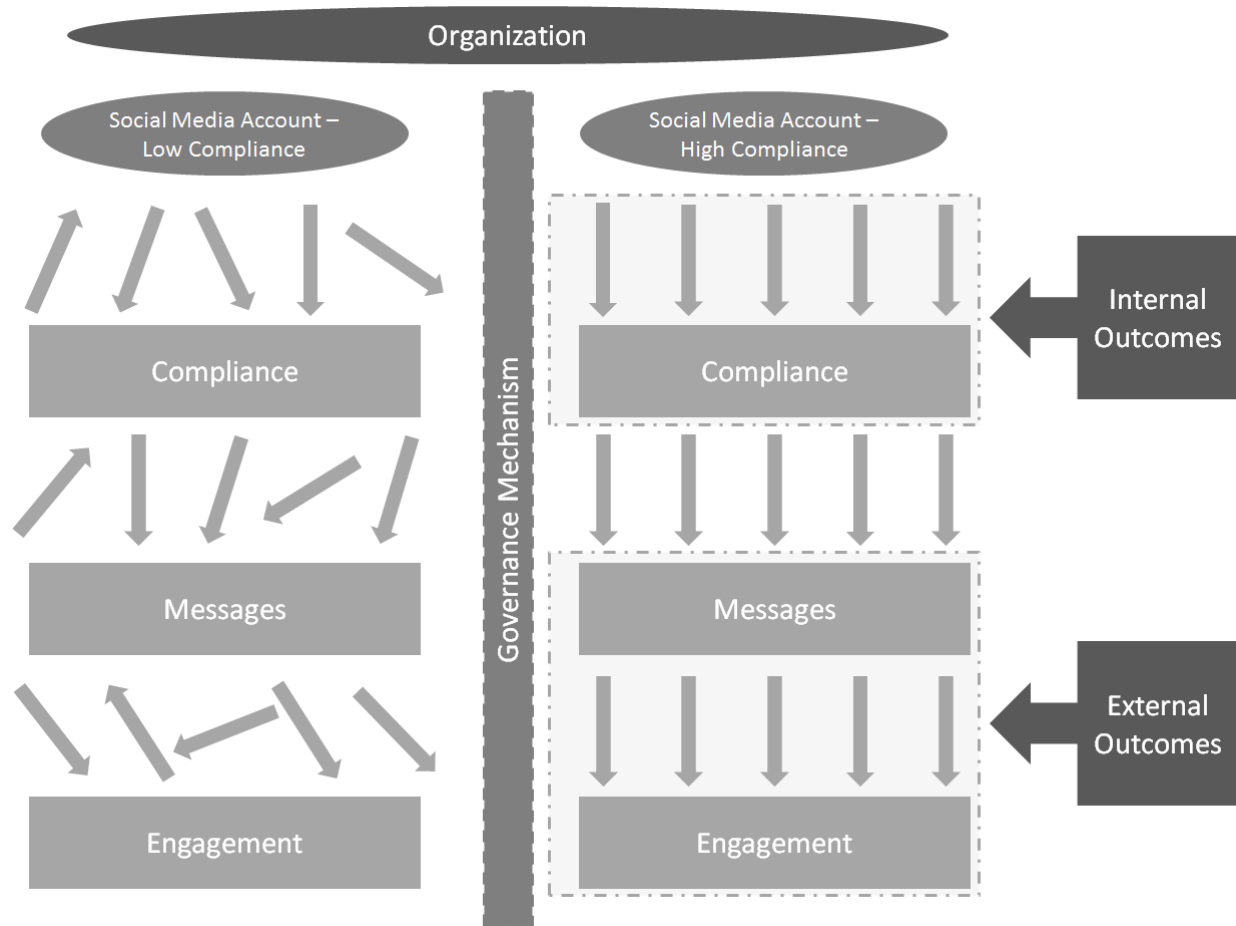 Organization
Social Media Account –
Low Compliance
Social Media Account –
High Compliance
Governance Mechanism
Compliance
Compliance
Internal
Outcomes
Messages
Messages
External
Outcomes
Engagement
Engagement